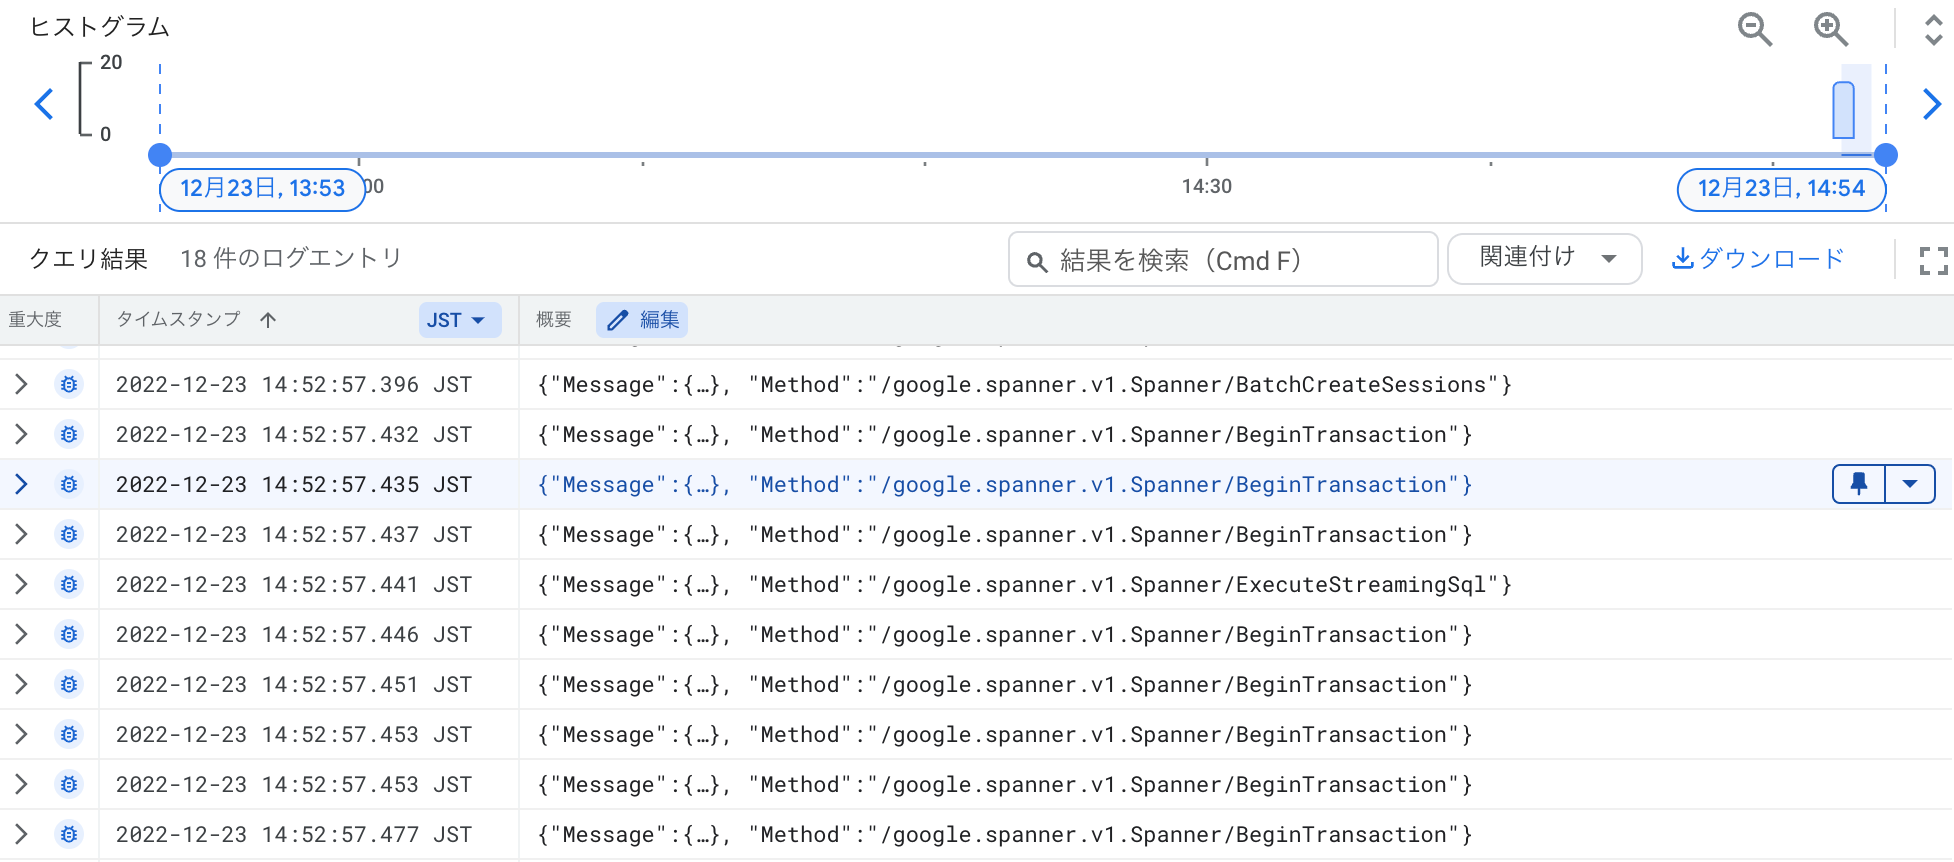 ヒストグラム
20
0
12月23日, 13:53
00
14:30
12月23日, 14:54
クエリ結果 18 件のログエントリ
結果を検索（Cmd F）
関連付け
ダウンロード
重大度 タイムスタンプ JST 概要 編集
2022-12-23 14:52:57.396 JST {"Message":{…}, "Method":"/google.spanner.v1.Spanner/BatchCreateSessions"}
2022-12-23 14:52:57.432 JST {"Message":{…}, "Method":"/google.spanner.v1.Spanner/BeginTransaction"}
2022-12-23 14:52:57.435 JST {"Message":{…}, "Method":"/google.spanner.v1.Spanner/BeginTransaction"}
2022-12-23 14:52:57.437 JST {"Message":{…}, "Method":"/google.spanner.v1.Spanner/BeginTransaction"}
2022-12-23 14:52:57.441 JST {"Message":{…}, "Method":"/google.spanner.v1.Spanner/ExecuteStreamingSql"}
2022-12-23 14:52:57.446 JST {"Message":{…}, "Method":"/google.spanner.v1.Spanner/BeginTransaction"}
2022-12-23 14:52:57.451 JST {"Message":{…}, "Method":"/google.spanner.v1.Spanner/BeginTransaction"}
2022-12-23 14:52:57.453 JST {"Message":{…}, "Method":"/google.spanner.v1.Spanner/BeginTransaction"}
2022-12-23 14:52:57.453 JST {"Message":{…}, "Method":"/google.spanner.v1.Spanner/BeginTransaction"}
2022-12-23 14:52:57.477 JST {"Message":{…}, "Method":"/google.spanner.v1.Spanner/BeginTransaction"}